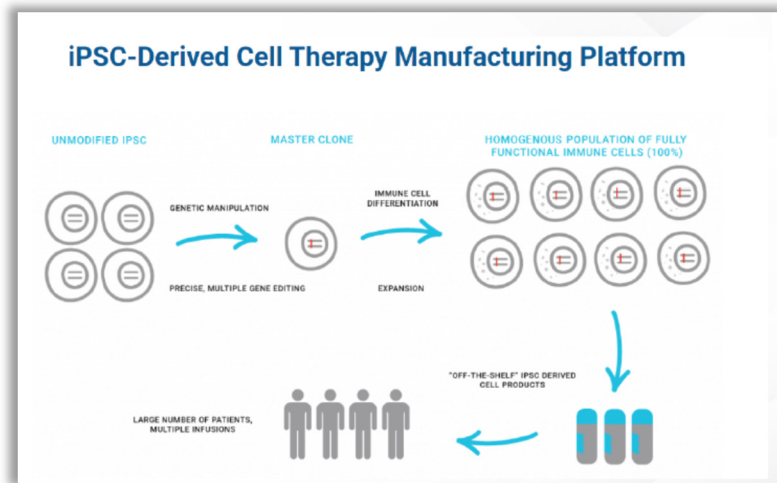 iPSC-Derived Cell Therapy Manufacturing Platform
UNMODIFIED IPSC
MASTER CLONE
HOMOGENOUS POPULATION OF FULLY
FUNCTIONAL IMMUNE CELLS (100%)
GENETIC MANIPULATION
IMMUNE CELL
DIFFERENTIATION
PRECISE, MULTIPLE GENE EDITING
EXPANSION
"OFF-THE-SHELF" IPSC DERIVED
CELL PRODUCTS
LARGE NUMBER OF PATIENTS,
MULTIPLE INFUSIONS